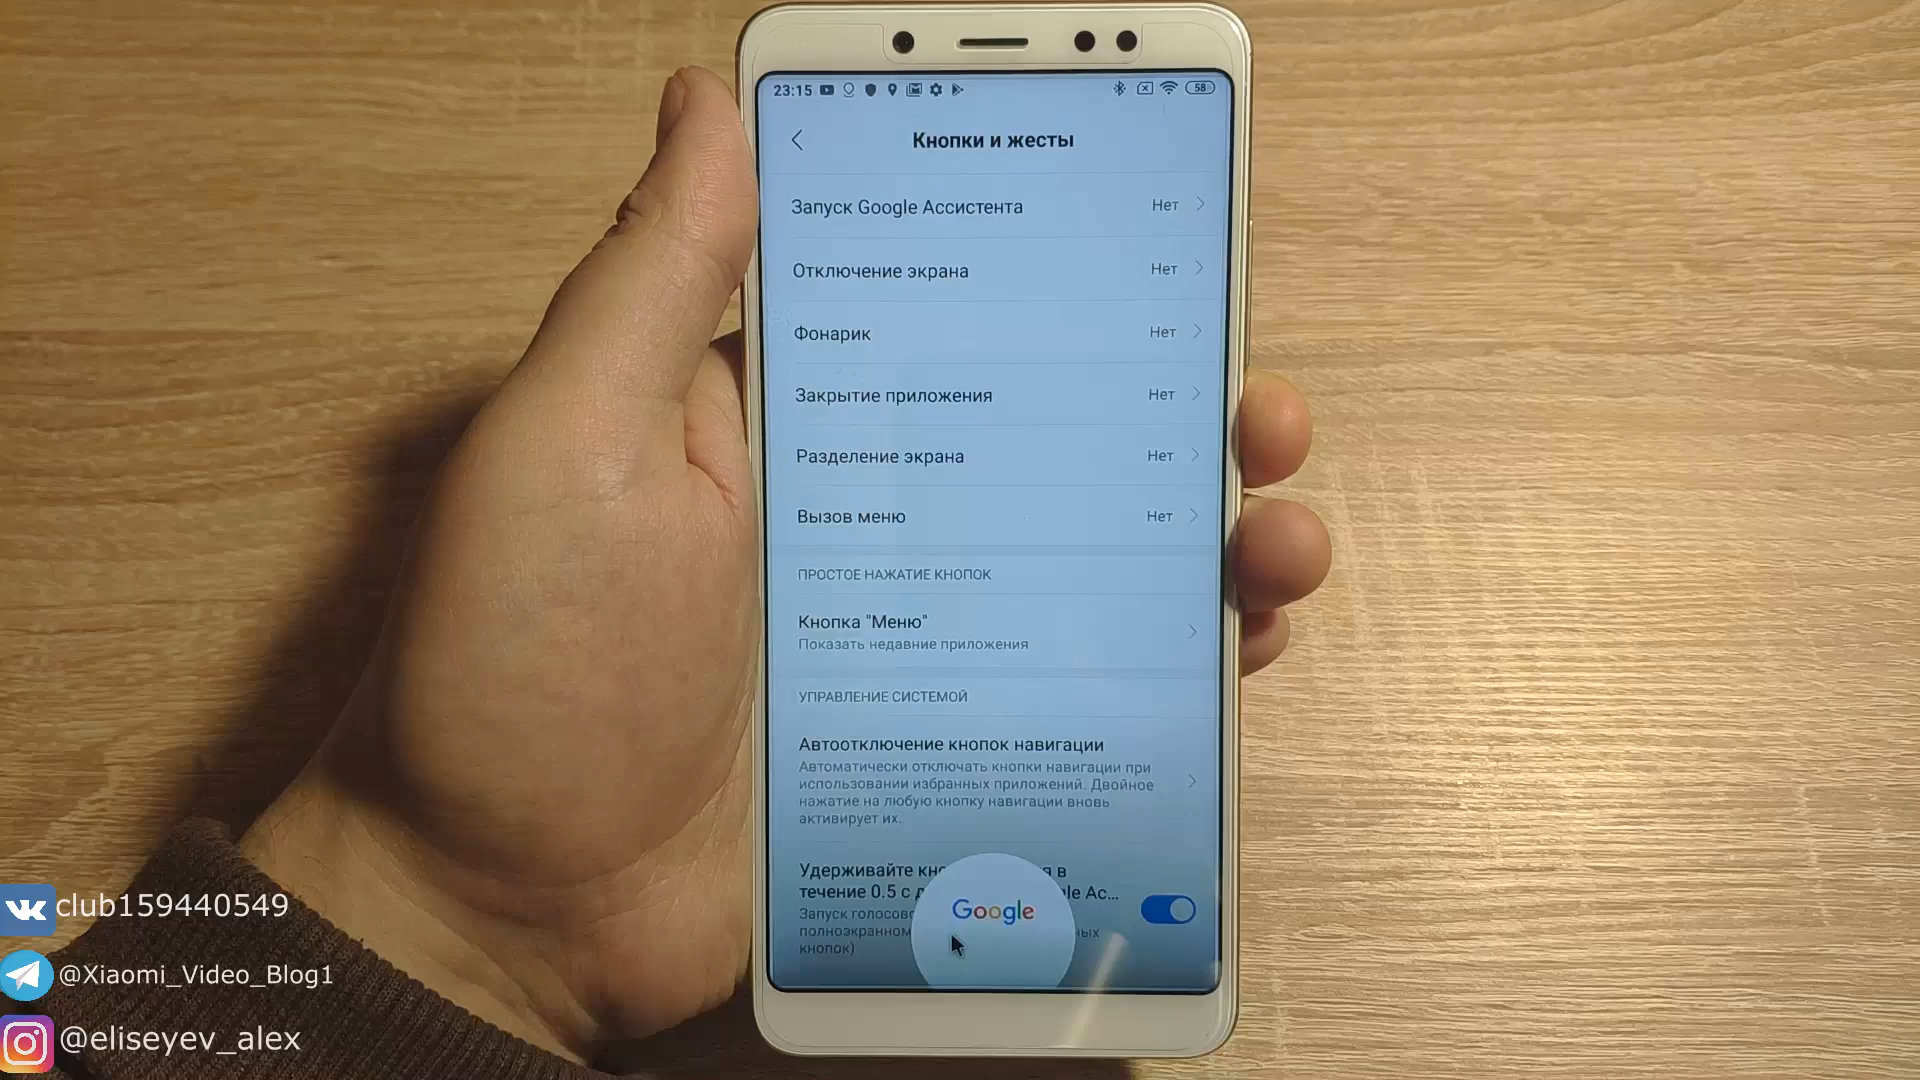 23:15
58
Кнопки и жесты
Запуск Google Ассистента Нет
Отключение экрана Нет
Фонарик Нет
Закрытие приложения Нет
Разделение экрана Нет
Вызов меню Нет
ПРОСТОЕ НАЖАТИЕ КНОПОК
Кнопка "Меню"
Показать недавние приложения
УПРАВЛЕНИЕ СИСТЕМОЙ
Автоотключение кнопок навигации
Автоматически отключать кнопки навигации при
использовании избранных приложений. Двойное
нажатие на любую кнопку навигации вновь
активирует их.
Удерживайте в
течение 0.5 с Ac...
Запуск
кнопок)
Google
club159440549
@Xiaomi_Video_Blog1
@eliseyev_alex